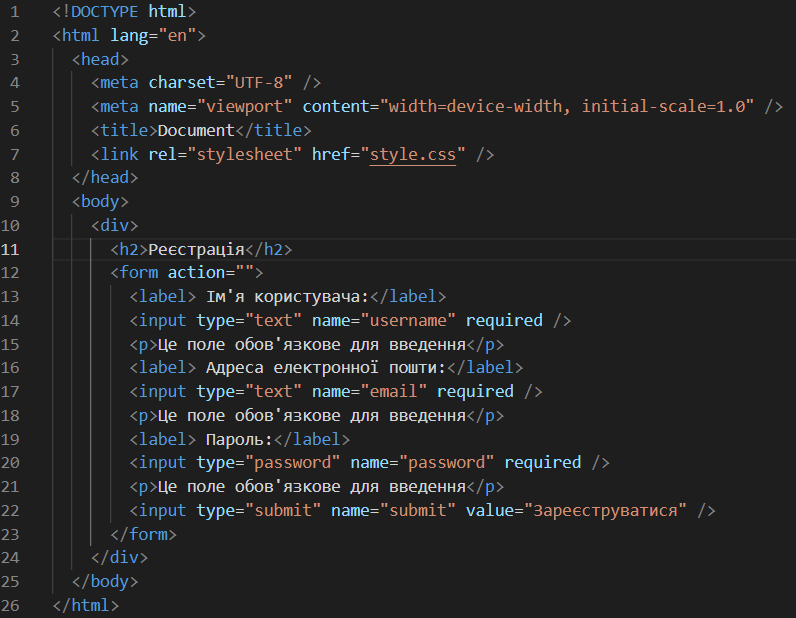 1 <!DOCTYPE html>
2 <html lang="en">
3 <head>
4 <meta charset="UTF-8" />
5 <meta name="viewport" content="width=device-width, initial-scale=1.0" />
6 <title>Document</title>
7 <link rel="stylesheet" href="style.css" />
8 </head>
9 <body>
10 <div>
11 <h2>Реєстрація</h2>
12 <form action="">
13 <label> Ім'я користувача:</label>
14 <input type="text" name="username" required />
15 <p>Це поле обов'язкове для введення</p>
16 <label> Адреса електронної пошти:</label>
17 <input type="text" name="email" required />
18 <p>Це поле обов'язкове для введення</p>
19 <label> Пароль:</label>
20 <input type="password" name="password" required />
21 <p>Це поле обов'язкове для введення</p>
22 <input type="submit" name="submit" value="Зареєструватися" />
23 </form>
24 </div>
25 </body>
26 </html>